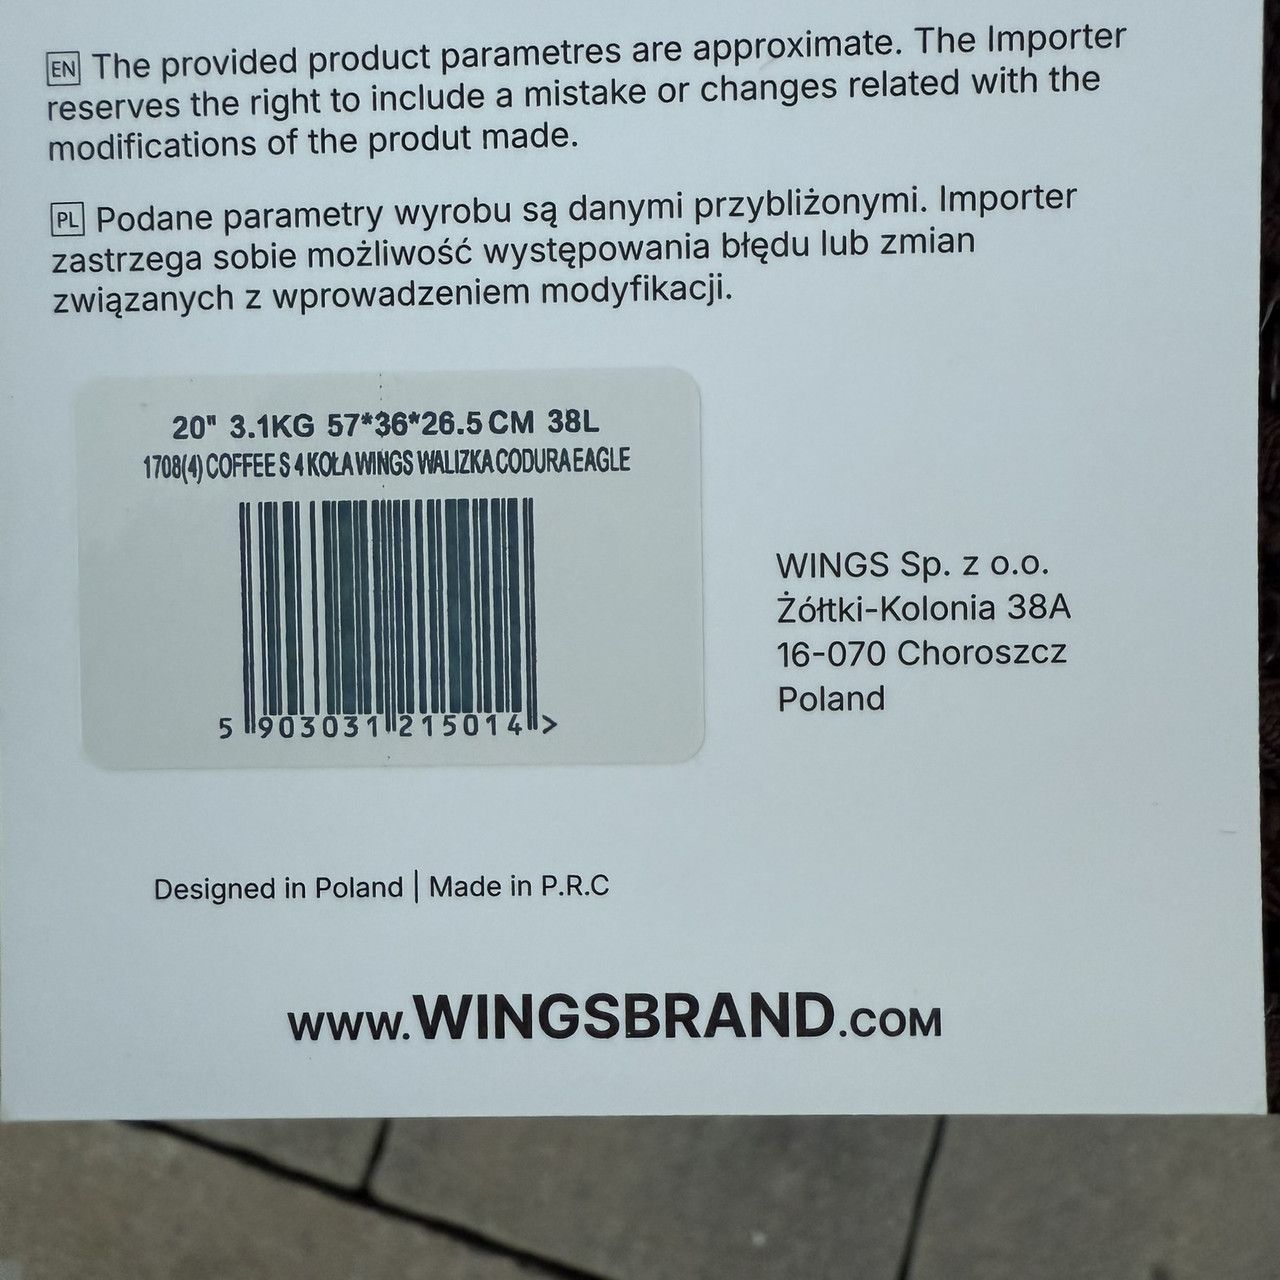 EN The provided product parametres are approximate. The Importer
reserves the right to include a mistake or changes related with the
modifications of the produt made.
PL Podane parametry wyrobu są danymi przybliżonymi. Importer
zastrzega sobie możliwość występowania błędu lub zmian
związanych z wprowadzeniem modyfikacji.
20" 3.1KG 57*36*26.5 CM 38L
1708(4) COFFEE S 4 KOŁA WINGS WALIZKA CODURA EAGLE
5 903031 215014 >
WINGS Sp. z o.o.
Żółtki-Kolonia 38A
16-070 Choroszcz
Poland
Designed in Poland | Made in P.R.C
www.WINGSBRAND.COM